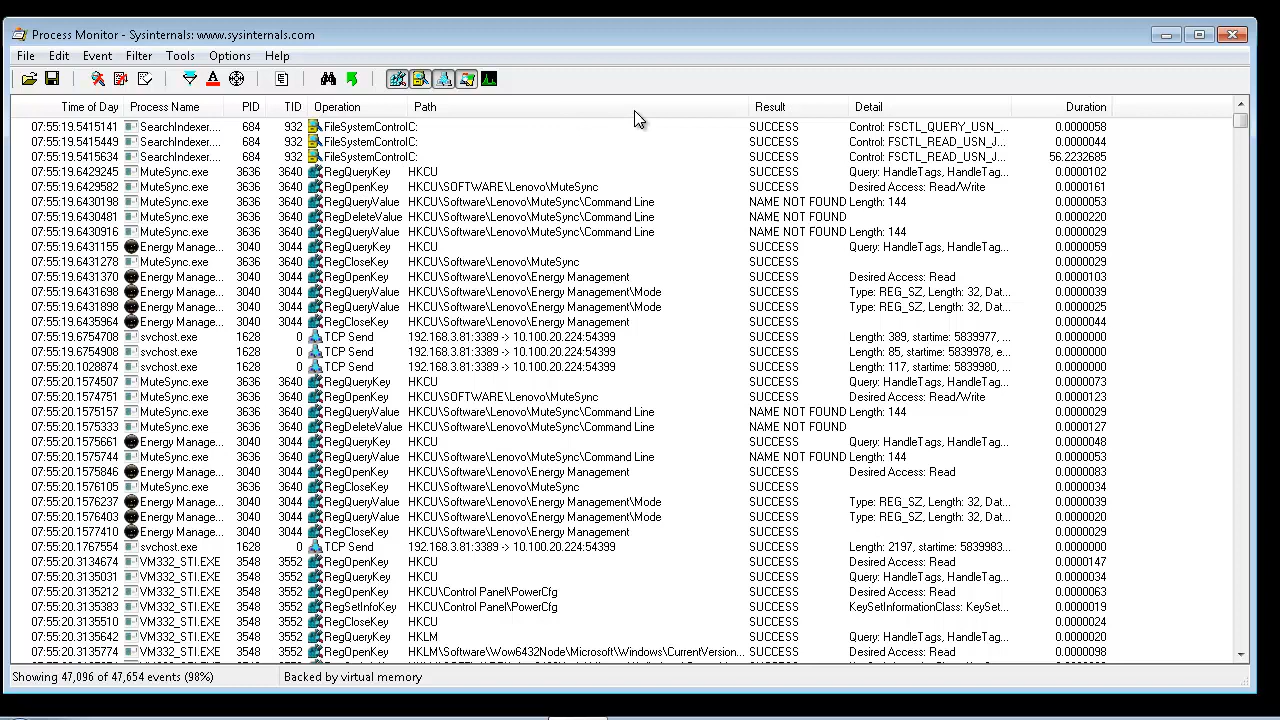 Process Monitor - Sysinternals: www.sysinternals.com
File Edit Event Filter Tools Options Help
Time of Day Process Name PID TID Operation Path Result Detail Duration
07:55:19.5415141 SearchIndexer.... 684 932 FileSystemControlC: SUCCESS Control: FSCTL_QUERY_USN_... 0.0000058
07:55:19.5415449 SearchIndexer.... 684 932 FileSystemControlC: SUCCESS Control: FSCTL_READ_USN_J... 0.0000044
07:55:19.5415634 SearchIndexer.... 684 932 FileSystemControlC: SUCCESS Control: FSCTL_READ_USN_J... 56.2232685
07:55:19.6429245 MuteSync.exe 3636 3640 RegQueryKey HKCU SUCCESS Query: HandleTags, HandleTag... 0.0000102
07:55:19.6429582 MuteSync.exe 3636 3640 RegOpenKey HKCU\SOFTWARE\Lenovo\MuteSync SUCCESS Desired Access: Read/Write 0.0000161
07:55:19.6430198 MuteSync.exe 3636 3640 RegQueryValue HKCU\Software\Lenovo\MuteSync\Command Line NAME NOT FOUND Length: 144 0.0000053
07:55:19.6430481 MuteSync.exe 3636 3640 RegDeleteValue HKCU\Software\Lenovo\MuteSync\Command Line NAME NOT FOUND 0.0000220
07:55:19.6430916 MuteSync.exe 3636 3640 RegQueryValue HKCU\Software\Lenovo\MuteSync\Command Line NAME NOT FOUND Length: 144 0.0000029
07:55:19.6431155 Energy Manage... 3040 3044 RegQueryKey HKCU SUCCESS Query: HandleTags, HandleTag... 0.0000059
07:55:19.6431278 MuteSync.exe 3636 3640 RegCloseKey HKCU\Software\Lenovo\MuteSync SUCCESS 0.0000029
07:55:19.6431370 Energy Manage... 3040 3044 RegOpenKey HKCU\Software\Lenovo\Energy Management SUCCESS Desired Access: Read 0.0000103
07:55:19.6431698 Energy Manage... 3040 3044 RegQueryValue HKCU\Software\Lenovo\Energy Management\Mode SUCCESS Type: REG_SZ, Length: 32, Dat... 0.0000039
07:55:19.6431898 Energy Manage... 3040 3044 RegQueryValue HKCU\Software\Lenovo\Energy Management\Mode SUCCESS Type: REG_SZ, Length: 32, Dat... 0.0000025
07:55:19.6435964 Energy Manage... 3040 3044 RegCloseKey HKCU\Software\Lenovo\Energy Management SUCCESS 0.0000044
07:55:19.6754708 svchost.exe 1628 0 TCP Send 192.168.3.81:3389 -> 10.100.20.224:54399 SUCCESS Length: 389, startime: 5839977, ... 0.0000000
07:55:19.6754908 svchost.exe 1628 0 TCP Send 192.168.3.81:3389 -> 10.100.20.224:54399 SUCCESS Length: 85, startime: 5839978, ... 0.0000000
07:55:20.1028874 svchost.exe 1628 0 TCP Send 192.168.3.81:3389 -> 10.100.20.224:54399 SUCCESS Length: 117, startime: 5839980, ... 0.0000000
07:55:20.1574507 MuteSync.exe 3636 3640 RegQueryKey HKCU SUCCESS Query: HandleTags, HandleTag... 0.0000073
07:55:20.1574751 MuteSync.exe 3636 3640 RegOpenKey HKCU\SOFTWARE\Lenovo\MuteSync SUCCESS Desired Access: Read/Write 0.0000123
07:55:20.1575157 MuteSync.exe 3636 3640 RegQueryValue HKCU\Software\Lenovo\MuteSync\Command Line NAME NOT FOUND Length: 144 0.0000029
07:55:20.1575333 MuteSync.exe 3636 3640 RegDeleteValue HKCU\Software\Lenovo\MuteSync\Command Line NAME NOT FOUND 0.0000127
07:55:20.1575661 Energy Manage... 3040 3044 RegQueryKey HKCU SUCCESS Query: HandleTags, HandleTag... 0.0000048
07:55:20.1575744 MuteSync.exe 3636 3640 RegQueryValue HKCU\Software\Lenovo\MuteSync\Command Line NAME NOT FOUND Length: 144 0.0000053
07:55:20.1575846 Energy Manage... 3040 3044 RegOpenKey HKCU\Software\Lenovo\Energy Management SUCCESS Desired Access: Read 0.0000083
07:55:20.1576105 MuteSync.exe 3636 3640 RegCloseKey HKCU\Software\Lenovo\MuteSync SUCCESS 0.0000034
07:55:20.1576237 Energy Manage... 3040 3044 RegQueryValue HKCU\Software\Lenovo\Energy Management\Mode SUCCESS Type: REG_SZ, Length: 32, Dat... 0.0000039
07:55:20.1576403 Energy Manage... 3040 3044 RegQueryValue HKCU\Software\Lenovo\Energy Management\Mode SUCCESS Type: REG_SZ, Length: 32, Dat... 0.0000020
07:55:20.1577410 Energy Manage... 3040 3044 RegCloseKey HKCU\Software\Lenovo\Energy Management SUCCESS 0.0000029
07:55:20.1767554 svchost.exe 1628 0 TCP Send 192.168.3.81:3389 -> 10.100.20.224:54399 SUCCESS Length: 2197, startime: 583998... 0.0000000
07:55:20.3134674 VM332_STI.EXE 3548 3552 RegOpenKey HKCU SUCCESS Desired Access: Read 0.0000147
07:55:20.3135031 VM332_STI.EXE 3548 3552 RegQueryKey HKCU SUCCESS Query: HandleTags, HandleTag... 0.0000034
07:55:20.3135212 VM332_STI.EXE 3548 3552 RegOpenKey HKCU\Control Panel\PowerCfg SUCCESS Desired Access: Read 0.0000063
07:55:20.3135383 VM332_STI.EXE 3548 3552 RegSetInfoKey HKCU\Control Panel\PowerCfg SUCCESS KeySetInformationClass: KeySet... 0.0000019
07:55:20.3135510 VM332_STI.EXE 3548 3552 RegCloseKey HKCU SUCCESS 0.0000024
07:55:20.3135642 VM332_STI.EXE 3548 3552 RegQueryKey HKLM SUCCESS Query: HandleTags, HandleTag... 0.0000020
07:55:20.3135774 VM332_STI.EXE 3548 3552 RegOpenKey HKLM\Software\Wow6432Node\Microsoft\Windows\CurrentVersion... SUCCESS Desired Access: Read 0.0000098
Showing 47,096 of 47,654 events (98%) Backed by virtual memory